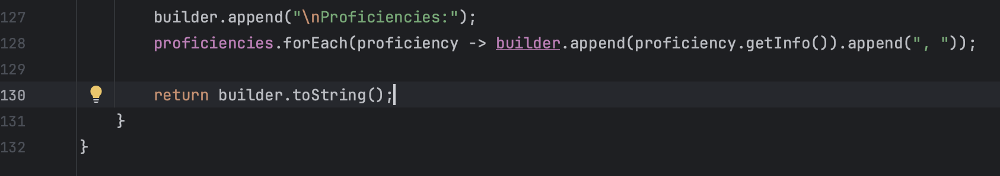 127 builder.append("\nProficiencies:");
128 proficiencies.forEach(proficiency -> builder.append(proficiency.getInfo()).append(", "));
129
130 return builder.toString();
131 }
132 }